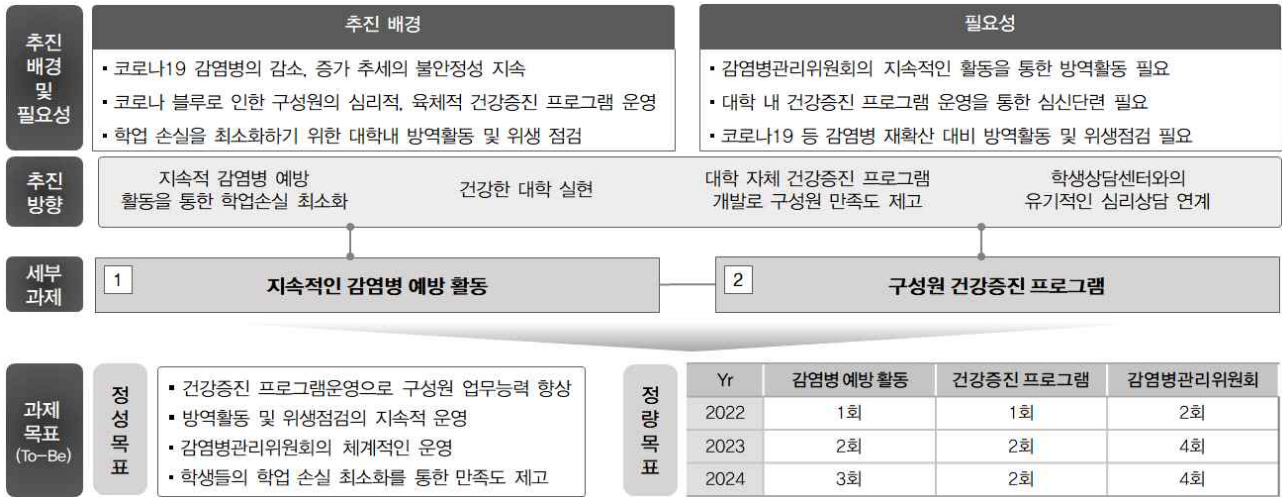 추진
배경
및
필요성
추진 배경
▪ 코로나19 감염병의 감소, 증가 추세의 불안정성 지속
▪ 코로나 블루로 인한 구성원의 심리적, 육체적 건강증진 프로그램 운영
▪ 학업 손실을 최소화하기 위한 대학내 방역활동 및 위생 점검
필요성
▪ 감염병관리위원회의 지속적인 활동을 통한 방역활동 필요
▪ 대학 내 건강증진 프로그램 운영을 통한 심신단련 필요
▪ 코로나19 등 감염병 재확산 대비 방역활동 및 위생점검 필요
추진
방향
지속적 감염병 예방
활동을 통한 학업손실 최소화
건강한 대학 실현
대학 자체 건강증진 프로그램
개발로 구성원 만족도 제고
학생상담센터와의
유기적인 심리상담 연계
세부
과제
1 지속적인 감염병 예방 활동
2 구성원 건강증진 프로그램
과제
목표
(To-Be)
정
성
목
표
▪ 건강증진 프로그램운영으로 구성원 업무능력 향상
▪ 방역활동 및 위생점검의 지속적 운영
▪ 감염병관리위원회의 체계적인 운영
▪ 학생들의 학업 손실 최소화를 통한 만족도 제고
정
량
목
표
Yr 감염병 예방 활동 건강증진 프로그램 감염병관리위원회
2022 1회 1회 2회
2023 2회 2회 4회
2024 3회 2회 4회